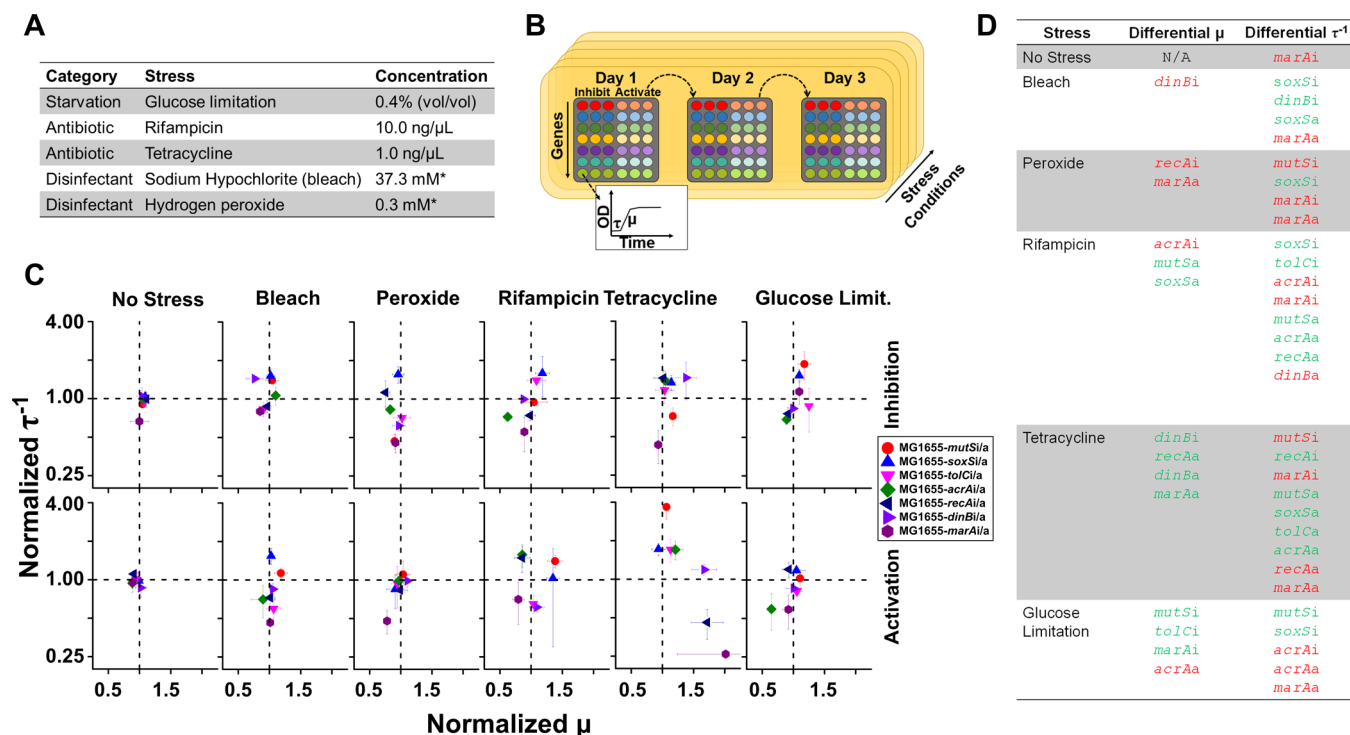 A
Category Stress Concentration
Starvation Glucose limitation 0.4% (vol/vol)
Antibiotic Rifampicin 10.0 ng/µL
Antibiotic Tetracycline 1.0 ng/µL
Disinfectant Sodium Hypochlorite (bleach) 37.3 mM*
Disinfectant Hydrogen peroxide 0.3 mM*
B
Day 1 Day 2 Day 3
Inhibit Activate
Genes
Stress
Conditions
OD
τ μ
Time
C
No Stress Bleach Peroxide Rifampicin Tetracycline Glucose Limit.
Normalized τ⁻¹
4.00
1.00
0.25
Inhibition
4.00
1.00
0.25
Activation
0.5 1.5 0.5 1.5 0.5 1.5 0.5 1.5 0.5 1.5 0.5 1.5
Normalized μ
MG1655-mutSi/a
MG1655-soxSi/a
MG1655-tolCi/a
MG1655-acrAi/a
MG1655-recAi/a
MG1655-dinBi/a
MG1655-marAi/a
D
Stress Differential μ Differential τ⁻¹
No Stress N/A marAi
Bleach dinBi soxSi
dinBi
soxSa
marAa
Peroxide recAi mutSi
marAa soxSi
marAi
marAa
Rifampicin acrAi soxSi
mutSa tolCi
soxSa acrAi
marAi
mutSa
acrAa
recAa
dinBa
Tetracycline dinBi mutSi
recAa recAi
dinBa marAi
marAa mutSa
soxSa
tolCa
acrAa
recAa
marAa
Glucose mutSi mutSi
Limitation tolCi soxSi
marAi acrAi
acrAa acrAa
marAa